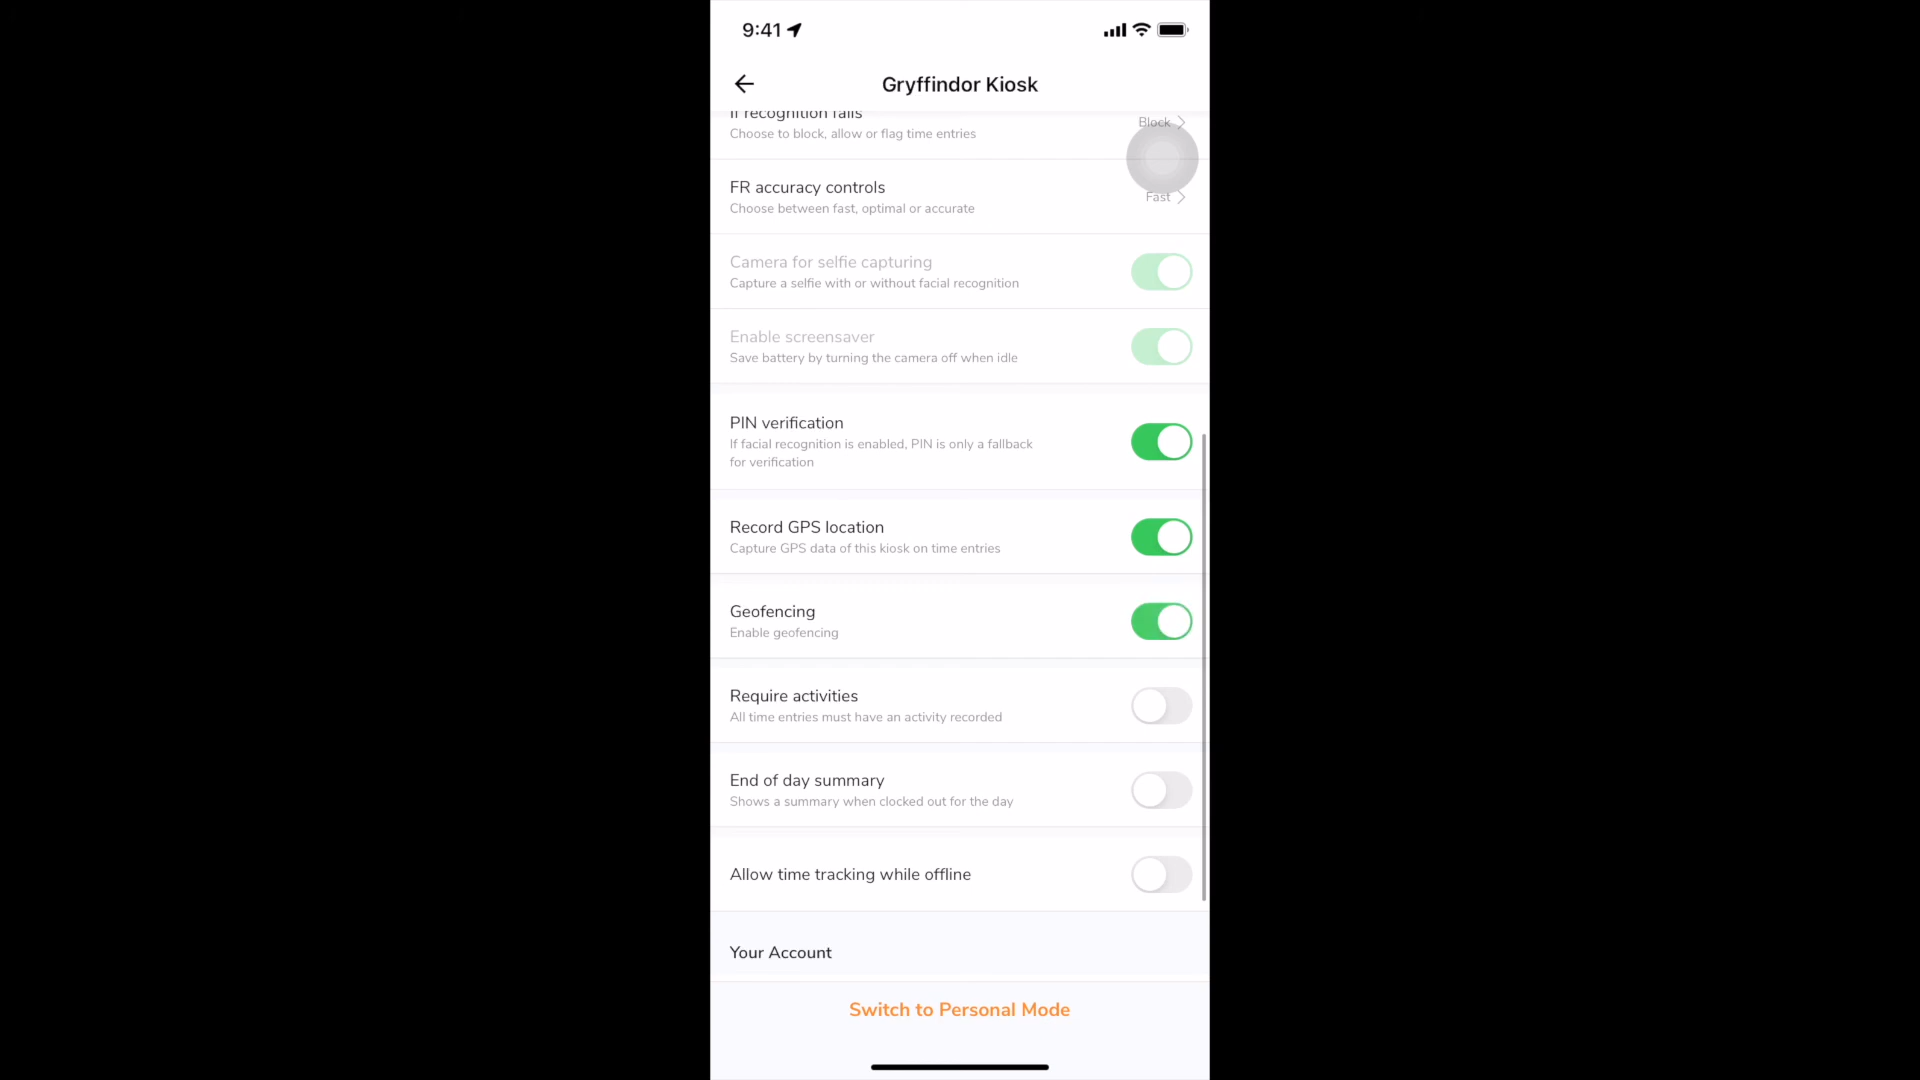 9:41
Gryffindor Kiosk
If recognition fails
Choose to block, allow or flag time entries
Block
FR accuracy controls
Choose between fast, optimal or accurate
Fast
Camera for selfie capturing
Capture a selfie with or without facial recognition
Enable screensaver
Save battery by turning the camera off when idle
PIN verification
If facial recognition is enabled, PIN is only a fallback
for verification
Record GPS location
Capture GPS data of this kiosk on time entries
Geofencing
Enable geofencing
Require activities
All time entries must have an activity recorded
End of day summary
Shows a summary when clocked out for the day
Allow time tracking while offline
Your Account
Switch to Personal Mode